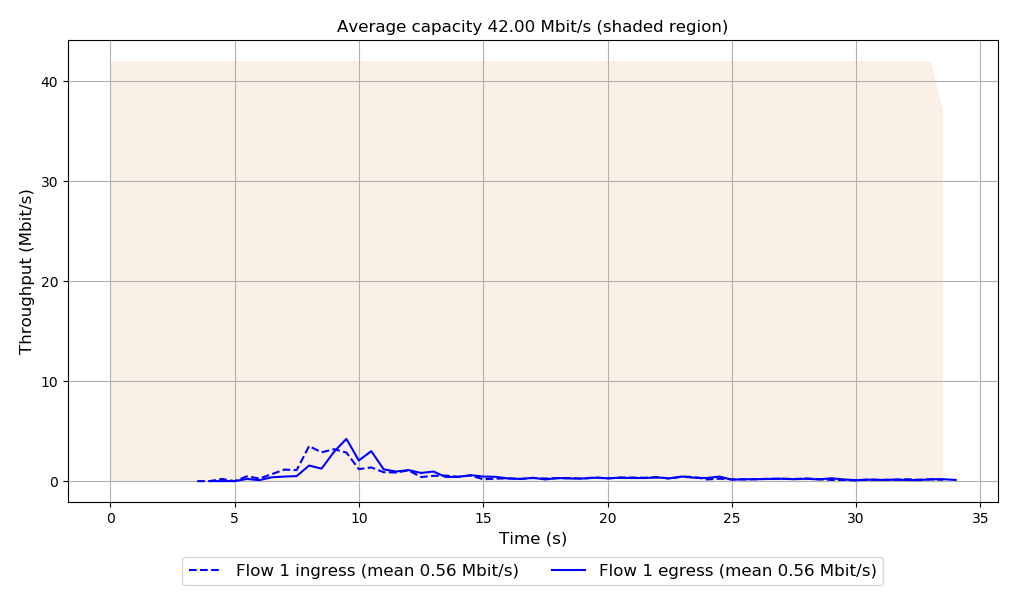 Average capacity 42.00 Mbit/s (shaded region)
Throughput (Mbit/s)
40
30
20
10
0
0 5 10 15 20 25 30 35
Time (s)
Flow 1 ingress (mean 0.56 Mbit/s) Flow 1 egress (mean 0.56 Mbit/s)